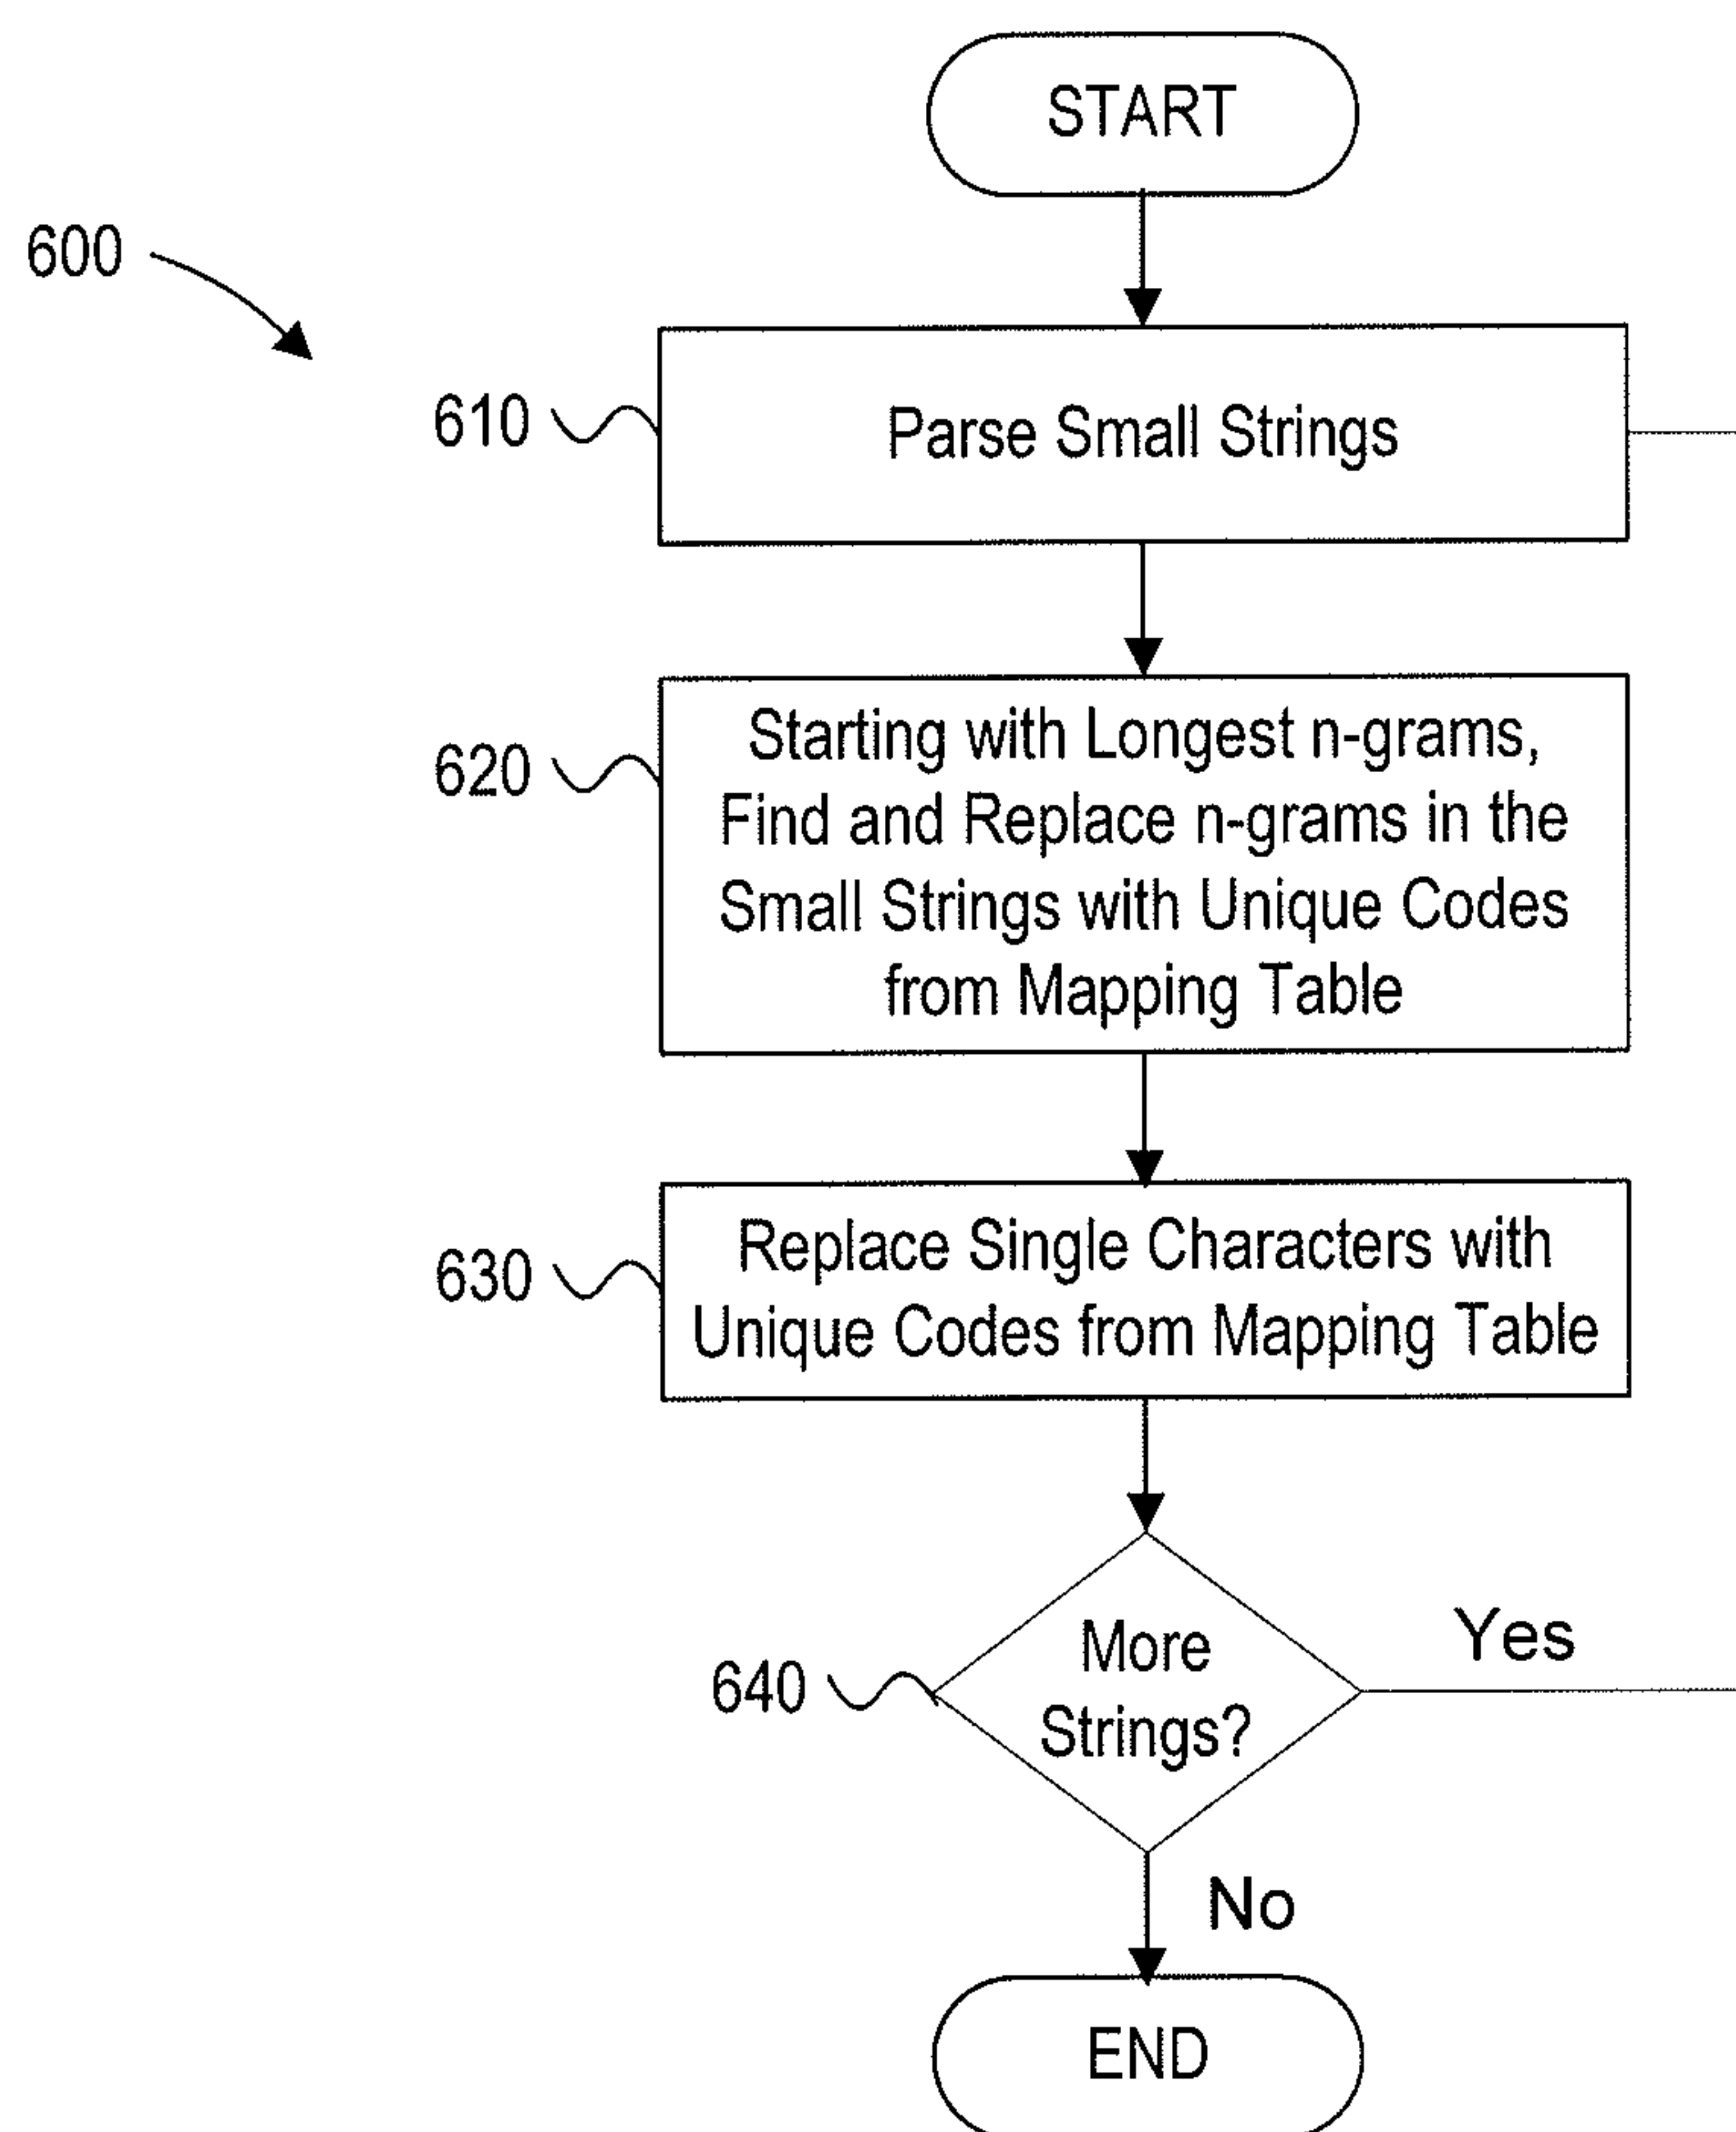 START
600
610
Parse Small Strings
620
Starting with Longest n-grams,
Find and Replace n-grams in the
Small Strings with Unique Codes
from Mapping Table
630
Replace Single Characters with
Unique Codes from Mapping Table
640
More
Strings?
Yes
No
END